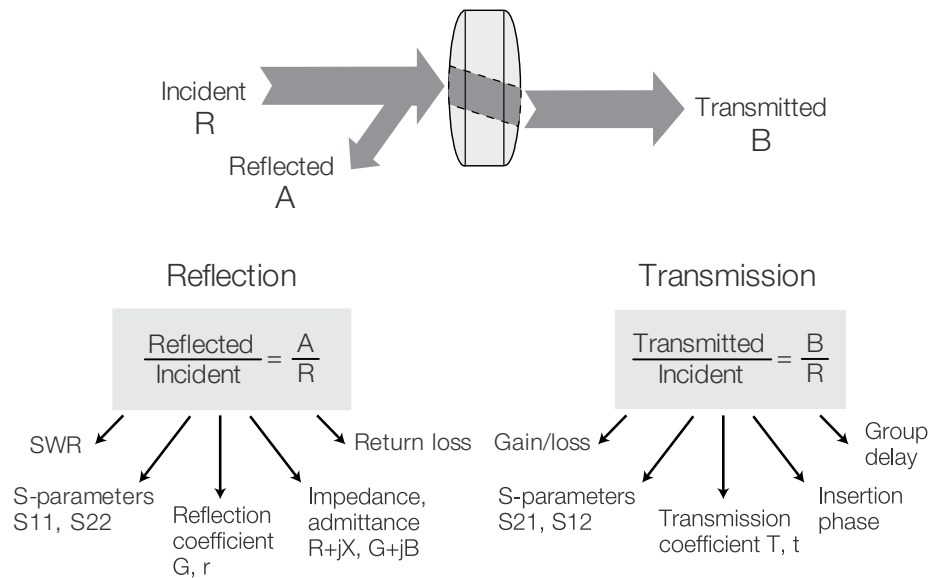 Incident
R
Reflected
A
Transmitted
B
Reflection
Transmission
Reflected
Incident
=
A
R
Transmitted
Incident
=
B
R
SWR
S-parameters
S11, S22
Reflection
coefficient
G, r
Impedance,
admittance
R+jX, G+jB
Return loss
Gain/loss
S-parameters
S21, S12
Transmission
coefficient T, t
Insertion
phase
Group
delay